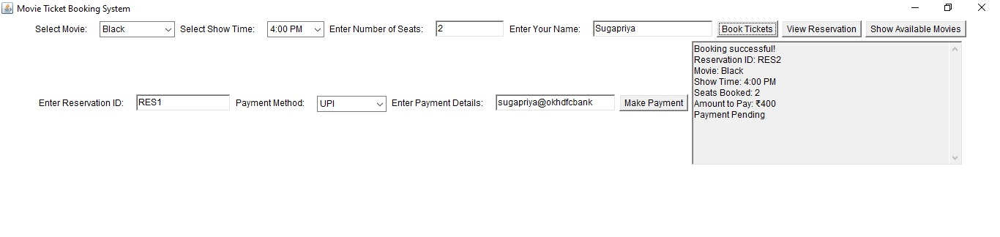 Movie Ticket Booking System
Select Movie: Black Select Show Time: 4:00 PM Enter Number of Seats: 2 Enter Your Name: Sugapriya Book Tickets View Reservation Show Available Movies
Enter Reservation ID: RES1 Payment Method: UPI Enter Payment Details: sugapriya@okhdfcbank Make Payment
Booking successful!
Reservation ID: RES2
Movie: Black
Show Time: 4:00 PM
Seats Booked: 2
Amount to Pay: ₹400
Payment Pending